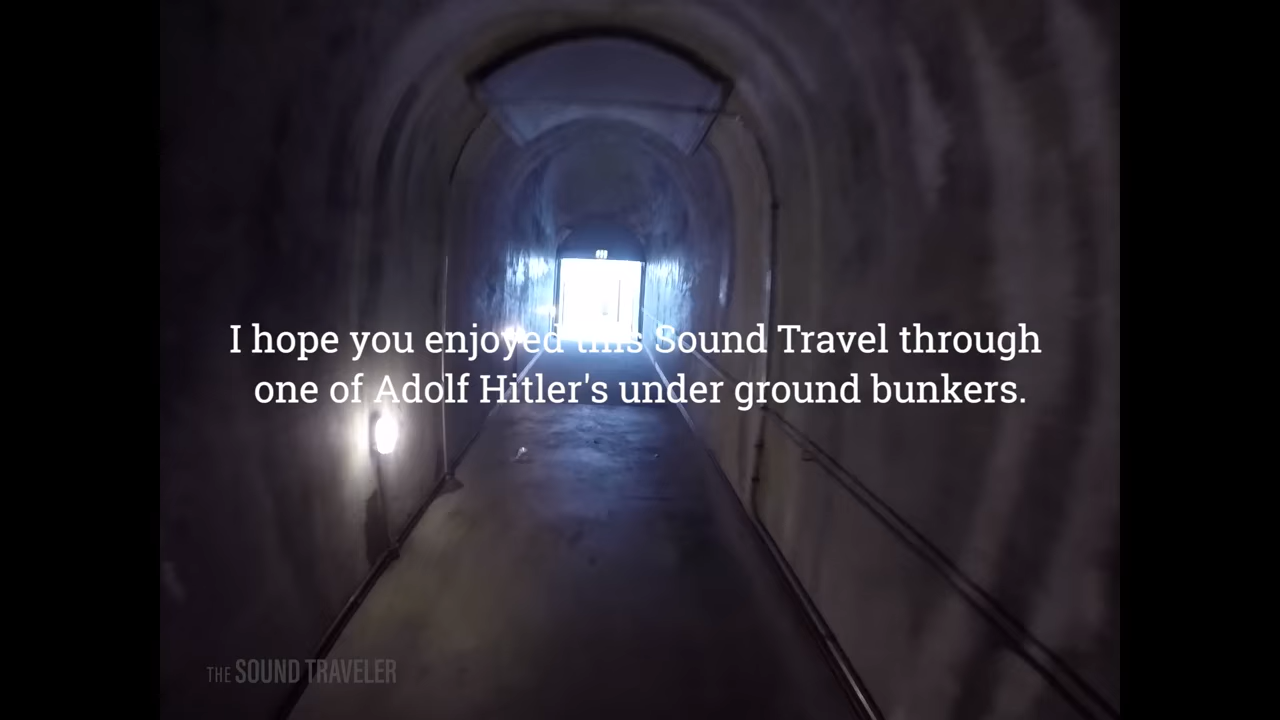 I hope you enjoyed this Sound Travel through
one of Adolf Hitler's under ground bunkers.
THE SOUND TRAVELER